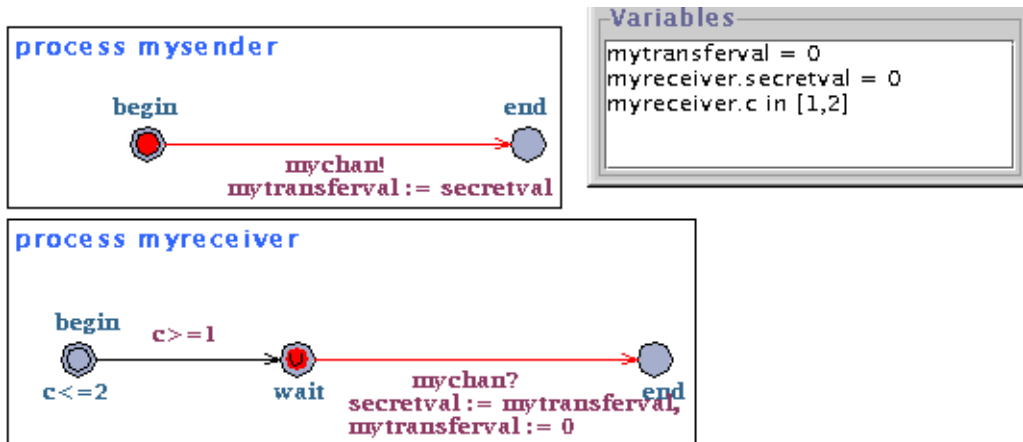 process mysender
begin
end
mychan!
mytransferval := secretval
Variables
mytransferval = 0
myreceiver.secretval = 0
myreceiver.c in [1,2]
process myreceiver
begin
c>=1
c<=2
U
wait
mychan?
end
secretval := mytransferval,
mytransferval := 0